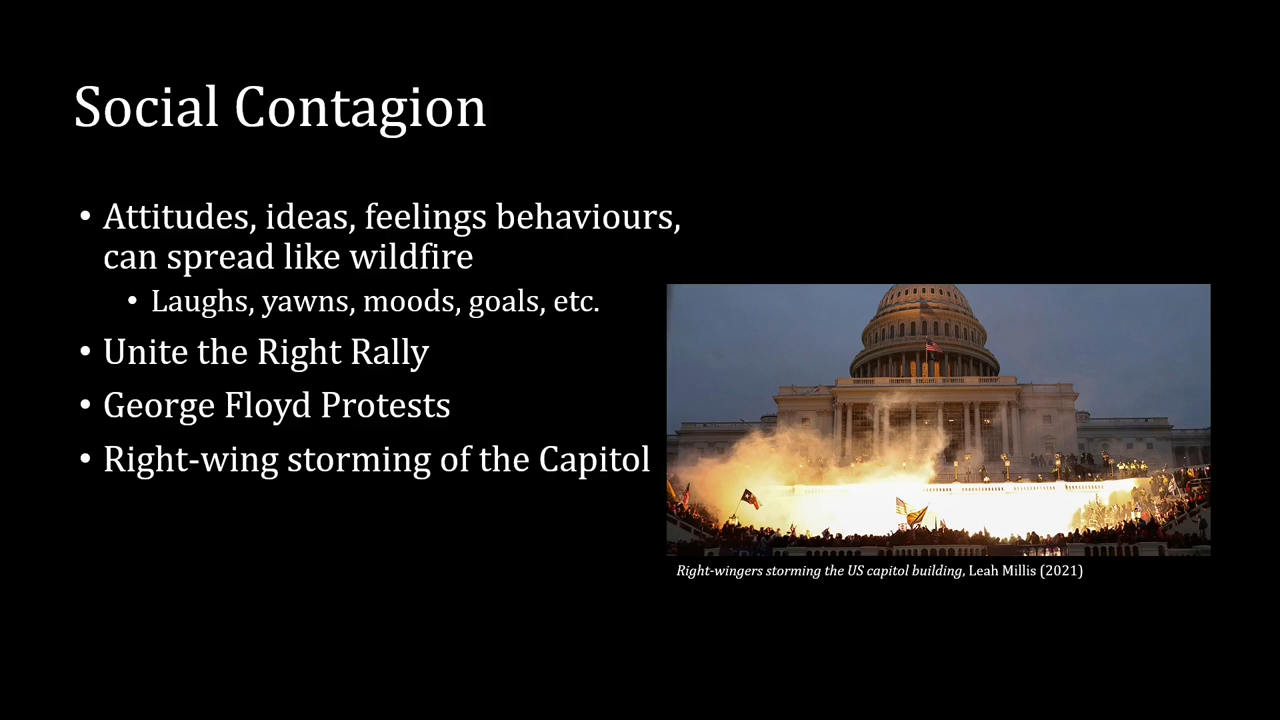 Social Contagion
• Attitudes, ideas, feelings behaviours,
can spread like wildfire
• Laughs, yawns, moods, goals, etc.
• Unite the Right Rally
• George Floyd Protests
• Right-wing storming of the Capitol
Right-wingers storming the US capitol building, Leah Millis (2021)